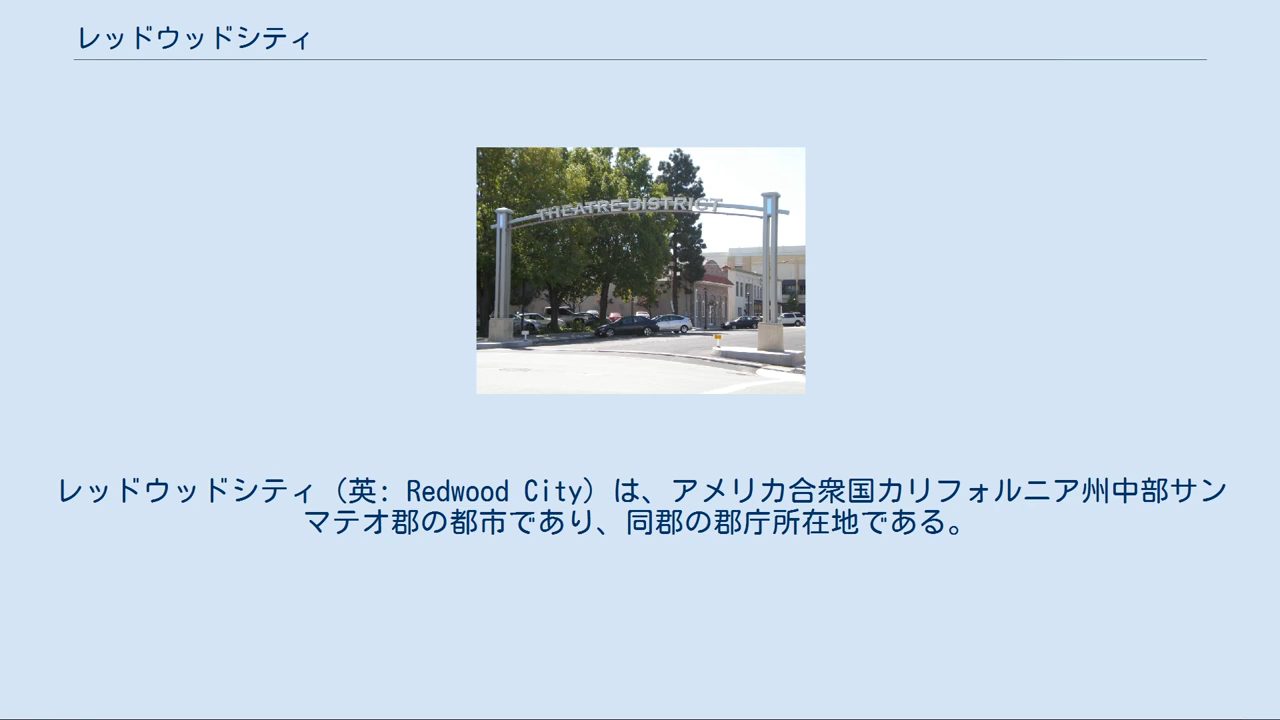 レッドウッドシティ
THEATRE DISTRICT
レッドウッドシティ（英: Redwood City）は、アメリカ合衆国カリフォルニア州中部サン
マテオ郡の都市であり、同郡の郡庁所在地である。